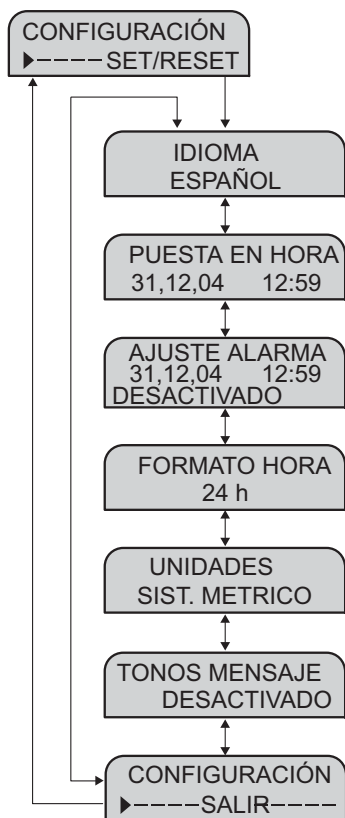 CONFIGURACIÓN
▶----SET/RESET
IDIOMA
ESPAÑOL
PUESTA EN HORA
31,12,04 12:59
AJUSTE ALARMA
31,12,04 12:59
DESACTIVADO
FORMATO HORA
24 h
UNIDADES
SIST. METRICO
TONOS MENSAJE
DESACTIVADO
CONFIGURACIÓN
▶----SALIR----